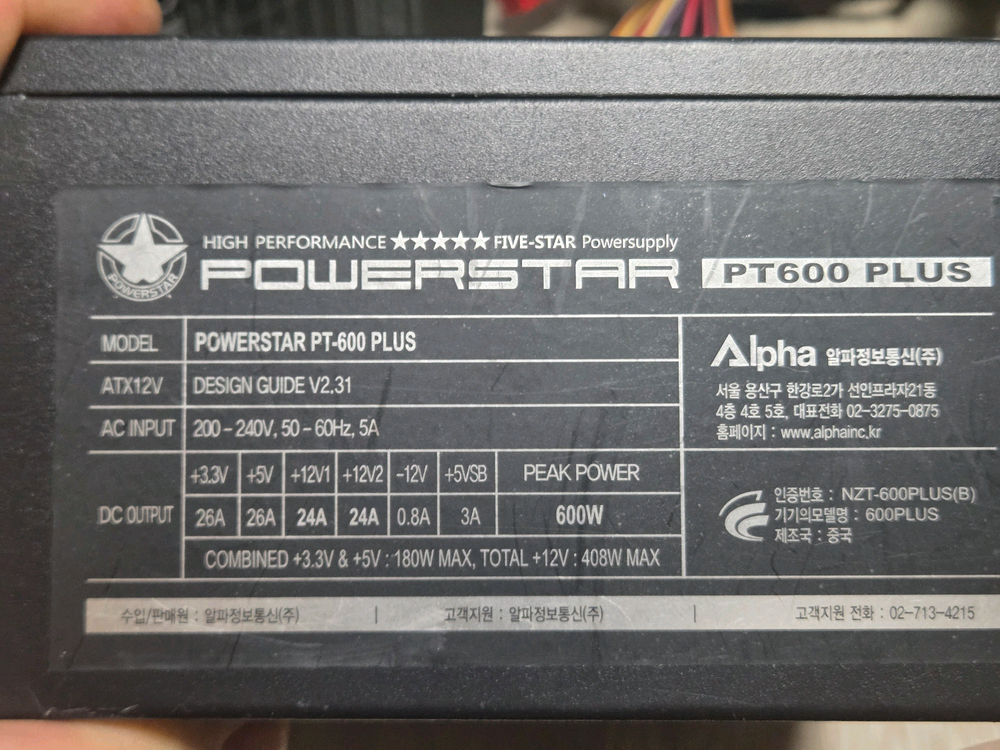 HIGH PERFORMANCE ★★★★★ FIVE-STAR Powersupply
POWERSTAR
POWERSTAR PT600 PLUS
MODEL POWERSTAR PT-600 PLUS
ATX12V DESIGN GUIDE V2.31
AC INPUT 200 – 240V, 50 – 60Hz, 5A
DC OUTPUT
+3.3V +5V +12V1 +12V2 –12V +5VSB PEAK POWER
26A 26A 24A 24A 0.8A 3A 600W
COMBINED +3.3V & +5V : 180W MAX, TOTAL +12V : 408W MAX
Alpha 알파정보통신(주)
서울 용산구 한강로2가 선인프라자21동
4층 4호 5호, 대표전화 02-3275-0875
홈페이지 : www.alphainc.kr
인증번호 : NZT-600PLUS(B)
기기의모델명 : 600PLUS
제조국 : 중국
수입/판매원 : 알파정보통신(주) | 고객지원 : 알파정보통신(주) | 고객지원 전화 : 02-713-4215